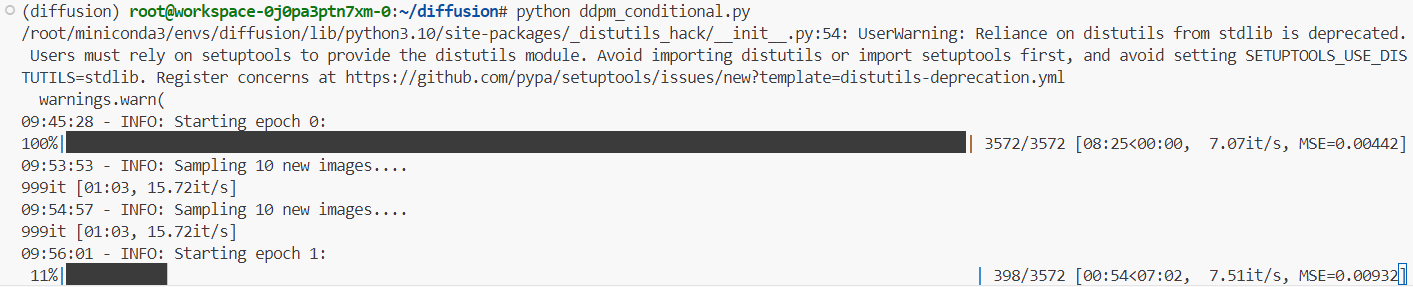 (diffusion) root@workspace-0j0pa3ptn7xm-0:~/diffusion# python ddpm_conditional.py
/root/miniconda3/envs/diffusion/lib/python3.10/site-packages/_distutils_hack/__init__.py:54: UserWarning: Reliance on distutils from stdlib is deprecated.
Users must rely on setuptools to provide the distutils module. Avoid importing distutils or import setuptools first, and avoid setting SETUPTOOLS_USE_DIS
TUTILS=stdlib. Register concerns at https://github.com/pypa/setuptools/issues/new?template=distutils-deprecation.yml
warnings.warn(
09:45:28 - INFO: Starting epoch 0:
100%| | 3572/3572 [08:25<00:00, 7.07it/s, MSE=0.00442]
09:53:53 - INFO: Sampling 10 new images....
999it [01:03, 15.72it/s]
09:54:57 - INFO: Sampling 10 new images....
999it [01:03, 15.72it/s]
09:56:01 - INFO: Starting epoch 1:
11%| | 398/3572 [00:54<07:02, 7.51it/s, MSE=0.00932]